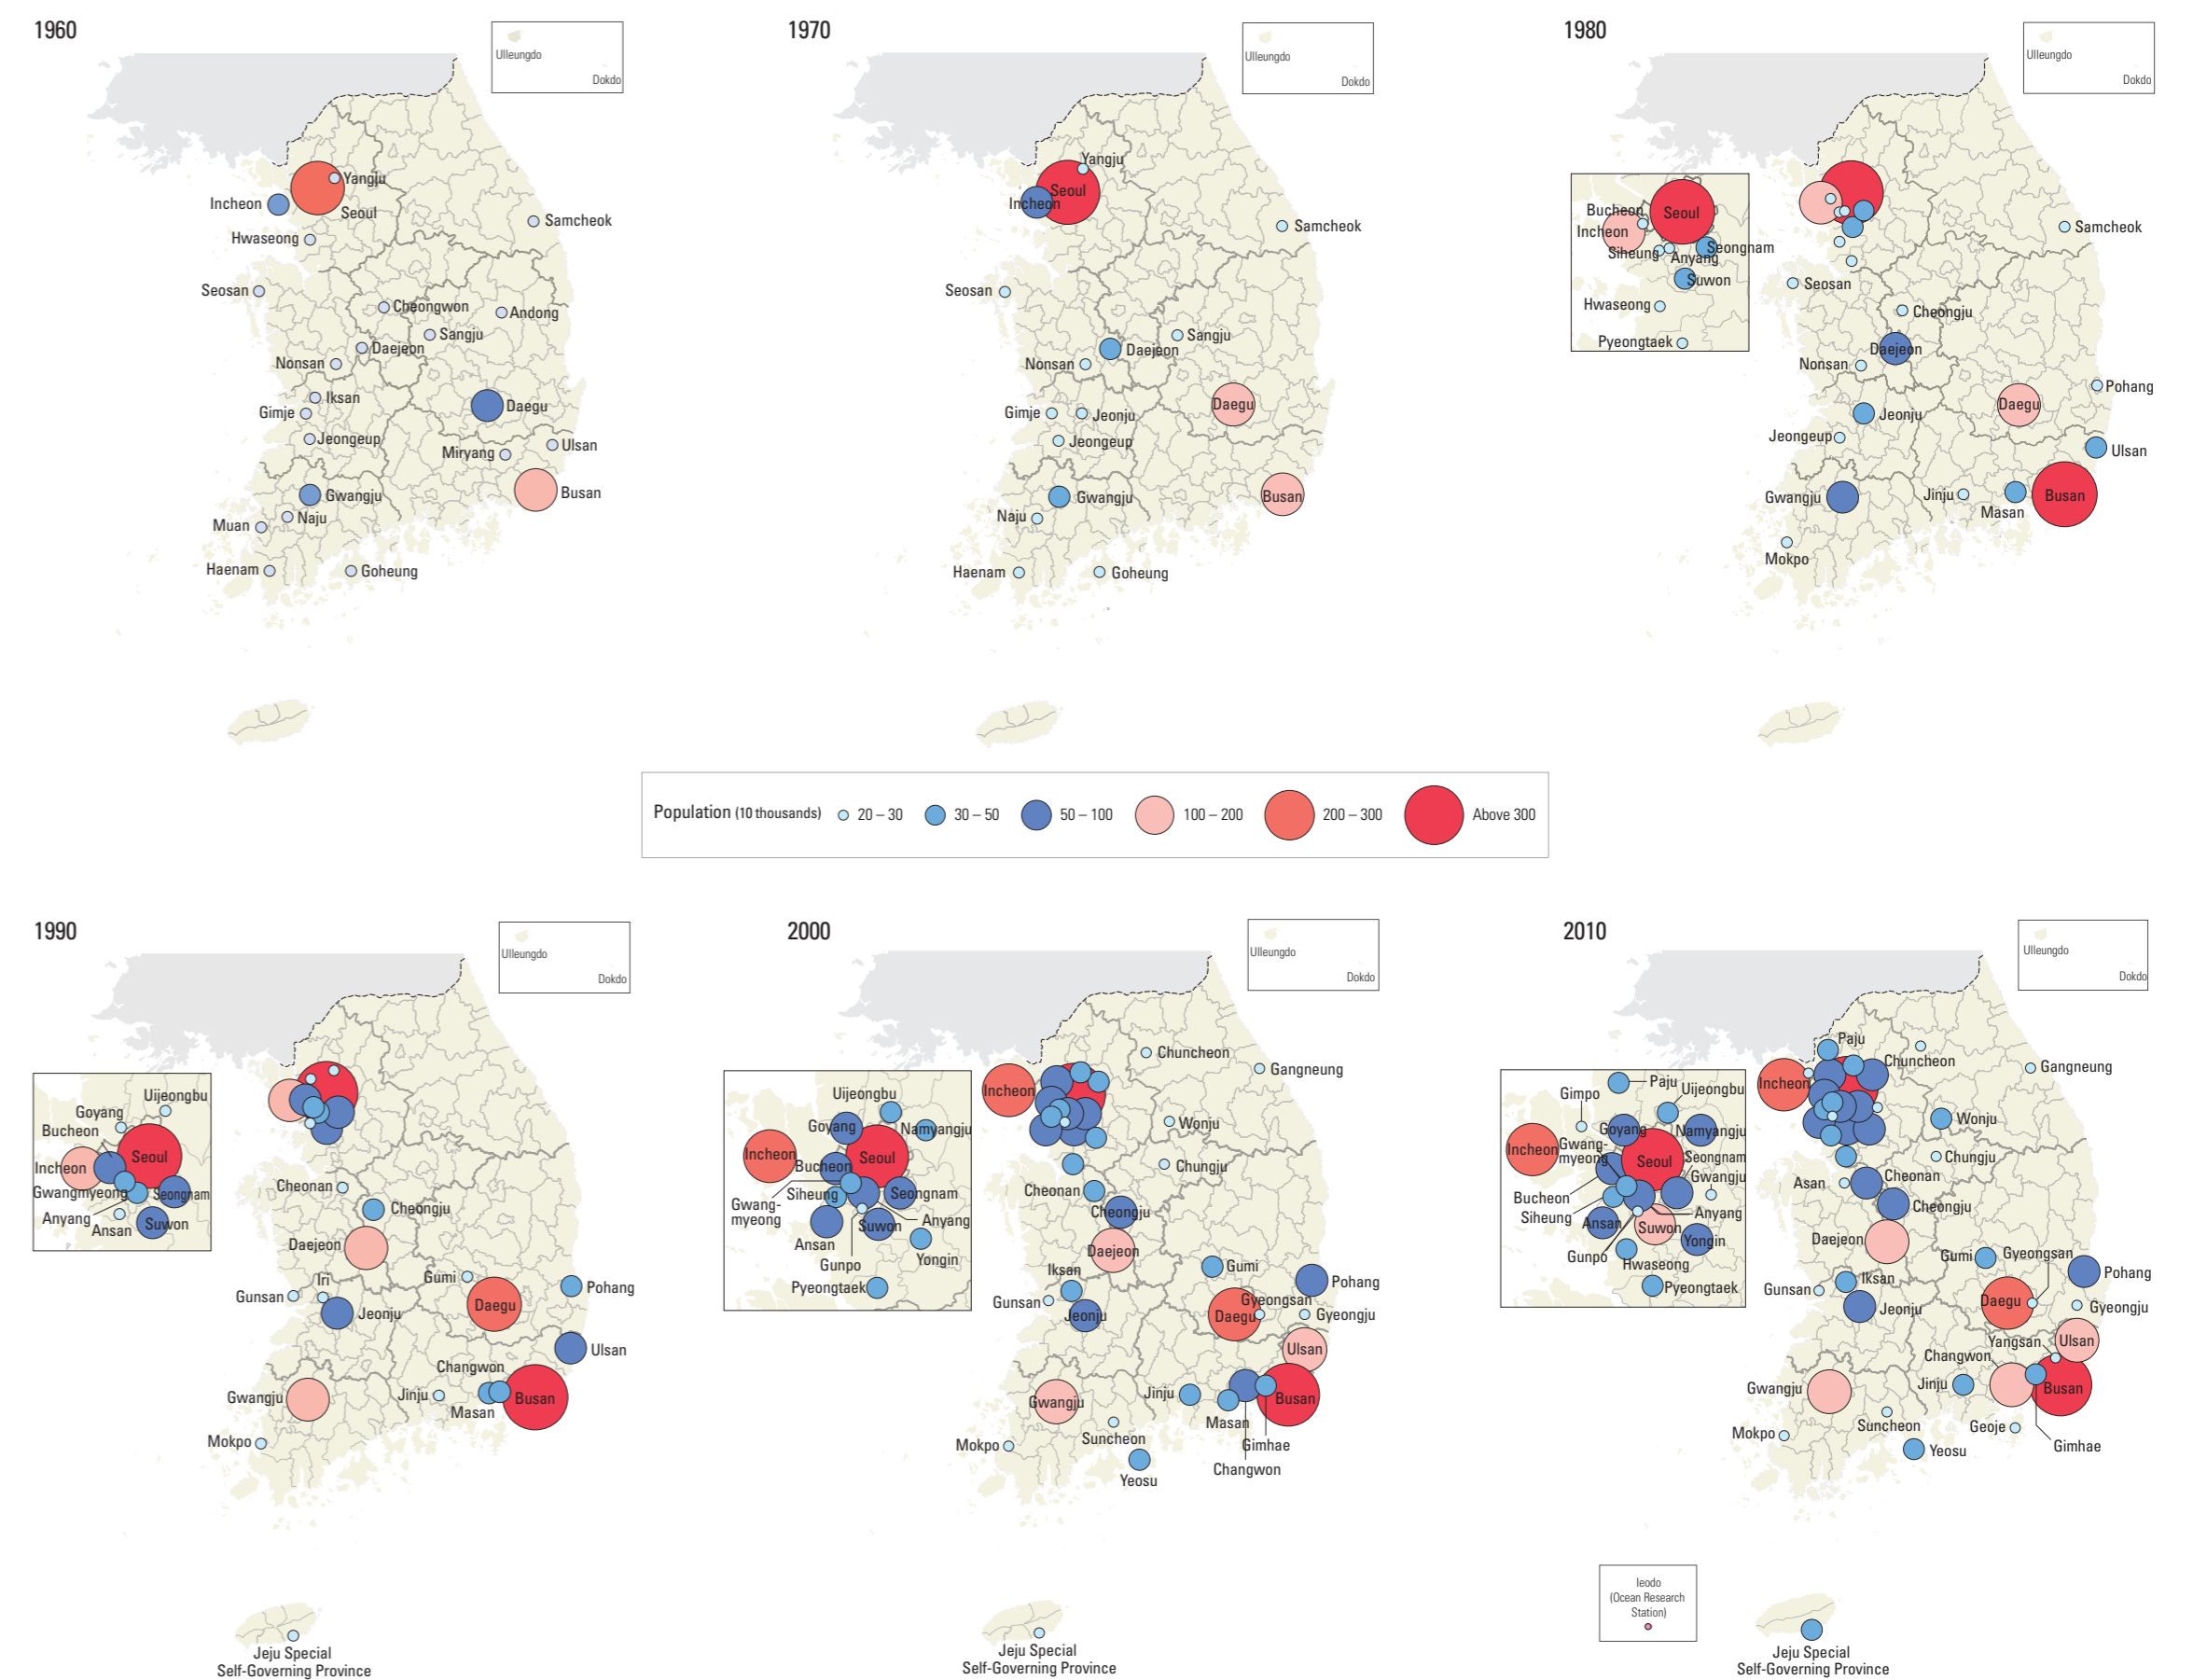 1960
Ulleungdo
Dokdo
Yangju
Incheon
Seoul
Samcheok
Hwaseong
Seosan
Cheongwon
Andong
Sangju
Daejeon
Nonsan
Iksan
Gimje
Daegu
Jeongeup
Ulsan
Miryang
Gwangju
Busan
Naju
Muan
Haenam
Goheung
1970
Ulleungdo
Dokdo
Yangju
Seoul
Incheon
Samcheok
Seosan
Sangju
Daejeon
Nonsan
Daegu
Gimje
Jeonju
Jeongeup
Gwangju
Busan
Naju
Haenam
Goheung
1980
Ulleungdo
Dokdo
Bucheon
Seoul
Incheon
Seongnam
Siheung
Anyang
Suwon
Hwaseong
Pyeongtaek
Samcheok
Seosan
Cheongju
Daejeon
Nonsan
Pohang
Daegu
Jeonju
Jeongeup
Ulsan
Gwangju
Jinju
Busan
Masan
Mokpo
Population (10 thousands)
20 – 30
30 – 50
50 – 100
100 – 200
200 – 300
Above 300
1990
Ulleungdo
Dokdo
Uijeongbu
Goyang
Bucheon
Seoul
Incheon
Gwangmyeong
Seongnam
Anyang
Ansan
Suwon
Cheonan
Cheongju
Daejeon
Gumi
Iri
Pohang
Gunsan
Daegu
Jeonju
Ulsan
Changwon
Jinju
Gwangju
Busan
Masan
Mokpo
Jeju Special
Self-Governing Province
2000
Ulleungdo
Dokdo
Uijeongbu
Goyang
Namyangju
Incheon
Seoul
Bucheon
Siheung
Seongnam
Gwang-
myeong
Suwon
Anyang
Ansan
Gunpo
Yongin
Pyeongtaek
Chuncheon
Gangneung
Incheon
Wonju
Chungju
Cheonan
Cheongju
Daejeon
Gumi
Iksan
Pohang
Gunsan
Gyeongsan
Jeonju
Daegu
Gyeongju
Ulsan
Jinju
Gwangju
Busan
Masan
Suncheon
Gimhae
Mokpo
Changwon
Yeosu
Jeju Special
Self-Governing Province
2010
Ulleungdo
Dokdo
Paju
Uijeongbu
Gimpo
Goyang
Namyangju
Gwang-
myeong
Incheon
Seoul
Seongnam
Gwangju
Bucheon
Siheung
Anyang
Ansan
Suwon
Yongin
Gunpo
Hwaseong
Pyeongtaek
Paju
Chuncheon
Gangneung
Incheon
Wonju
Chungju
Asan
Cheonan
Cheongju
Daejeon
Gumi
Gyeongsan
Pohang
Iksan
Gunsan
Daegu
Gyeongju
Jeonju
Yangsan
Ulsan
Changwon
Jinju
Gwangju
Busan
Suncheon
Geoje
Mokpo
Gimhae
Yeosu
Ieodo
(Ocean Research
Station)
Jeju Special
Self-Governing Province